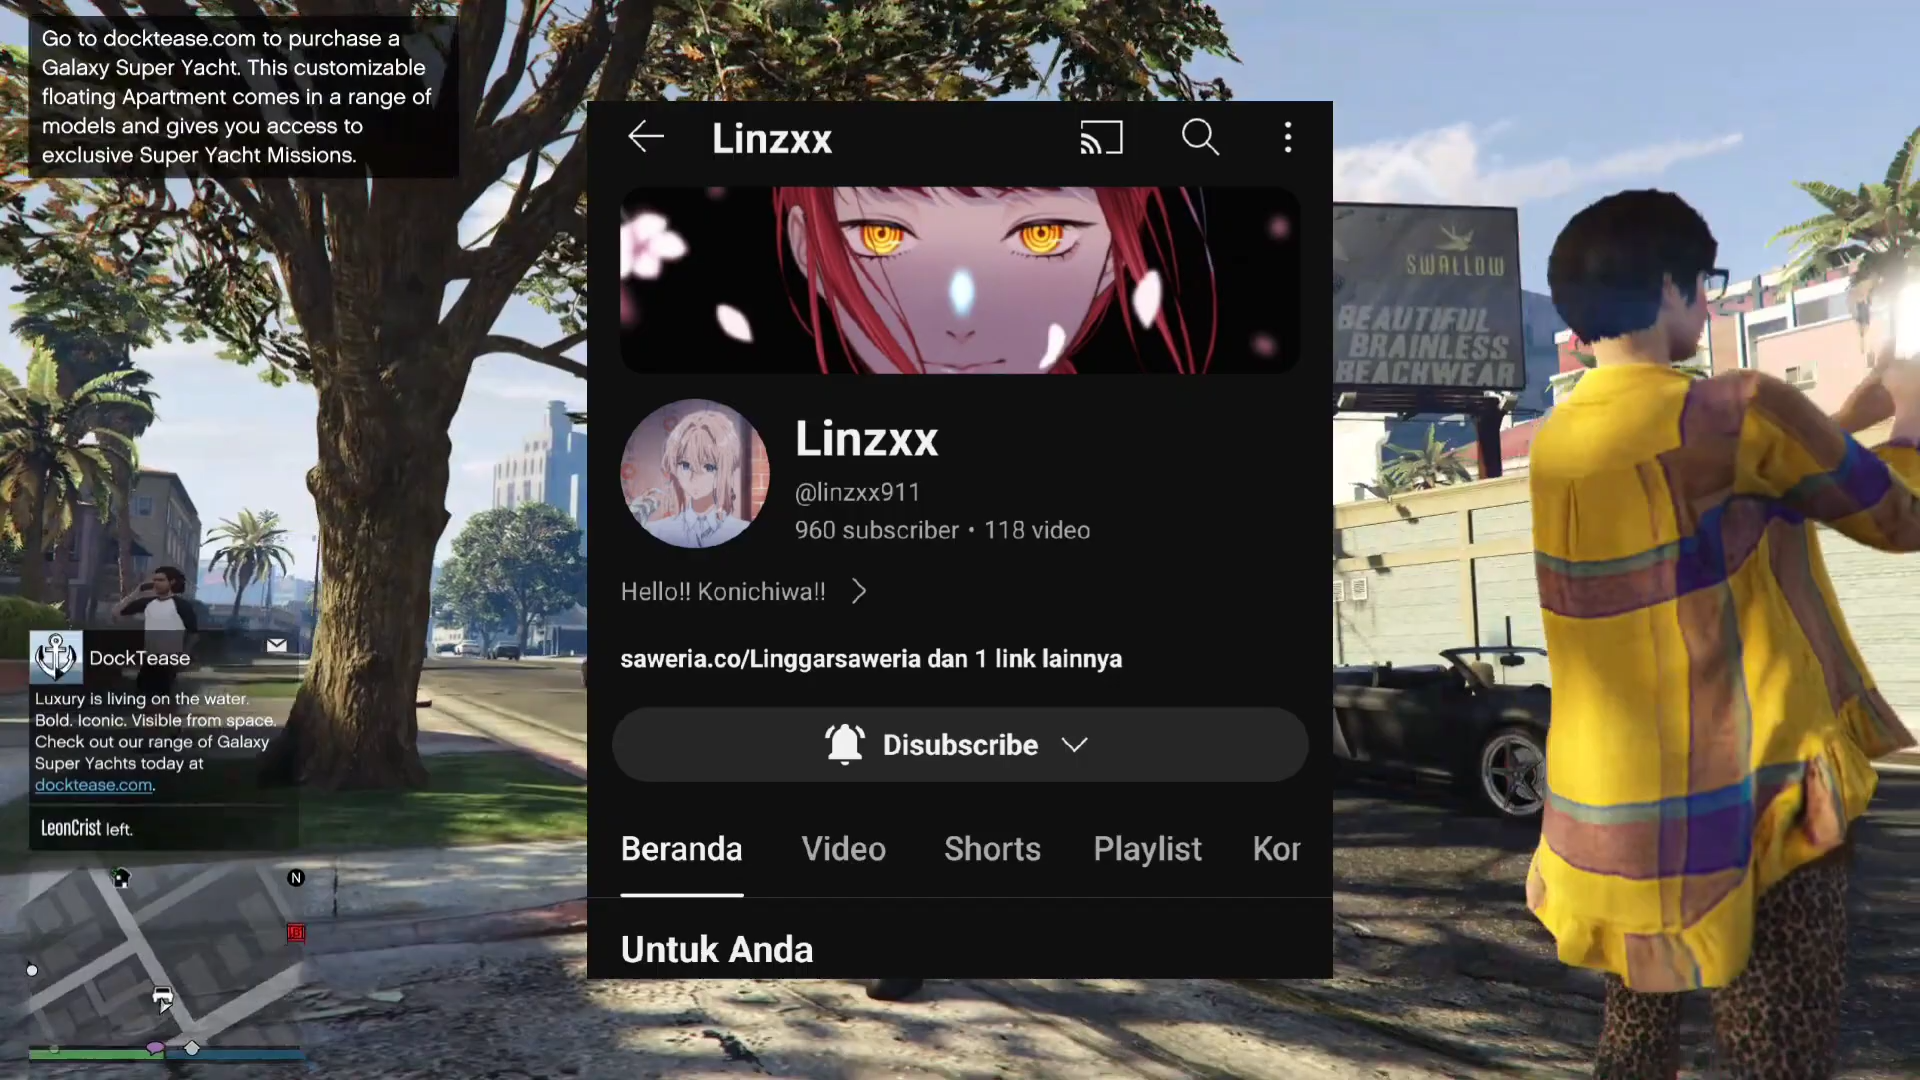 Go to docktease.com to purchase a
Galaxy Super Yacht. This customizable
floating Apartment comes in a range of
models and gives you access to
exclusive Super Yacht Missions.
Linzxx
Linzxx
@linzxx911
960 subscriber • 118 video
Hello!! Konichiwa!!
saweria.co/Linggarsaweria dan 1 link lainnya
Disubscribe
Beranda
Video
Shorts
Playlist
Kor
Untuk Anda
SWALLOW
BEAUTIFUL
BRAINLESS
BEACHWEAR
DockTease
Luxury is living on the water.
Bold. Iconic. Visible from space.
Check out our range of Galaxy
Super Yachts today at
docktease.com.
LeonCrist left.
N